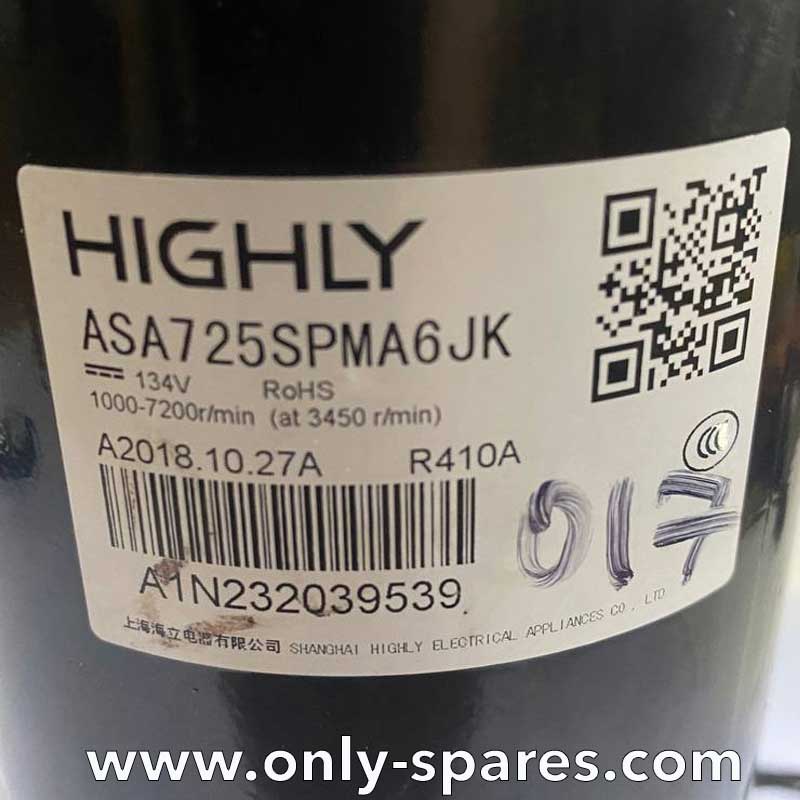 HIGHLY
ASA725SPMA6JK
134V RoHS
1000-7200r/min (at 3450 r/min)
A2018.10.27A R410A
017
A1N232039539
上海海立电器有限公司 SHANGHAI HIGHLY ELECTRICAL APPLIANCES CO., LTD
www.only-spares.com